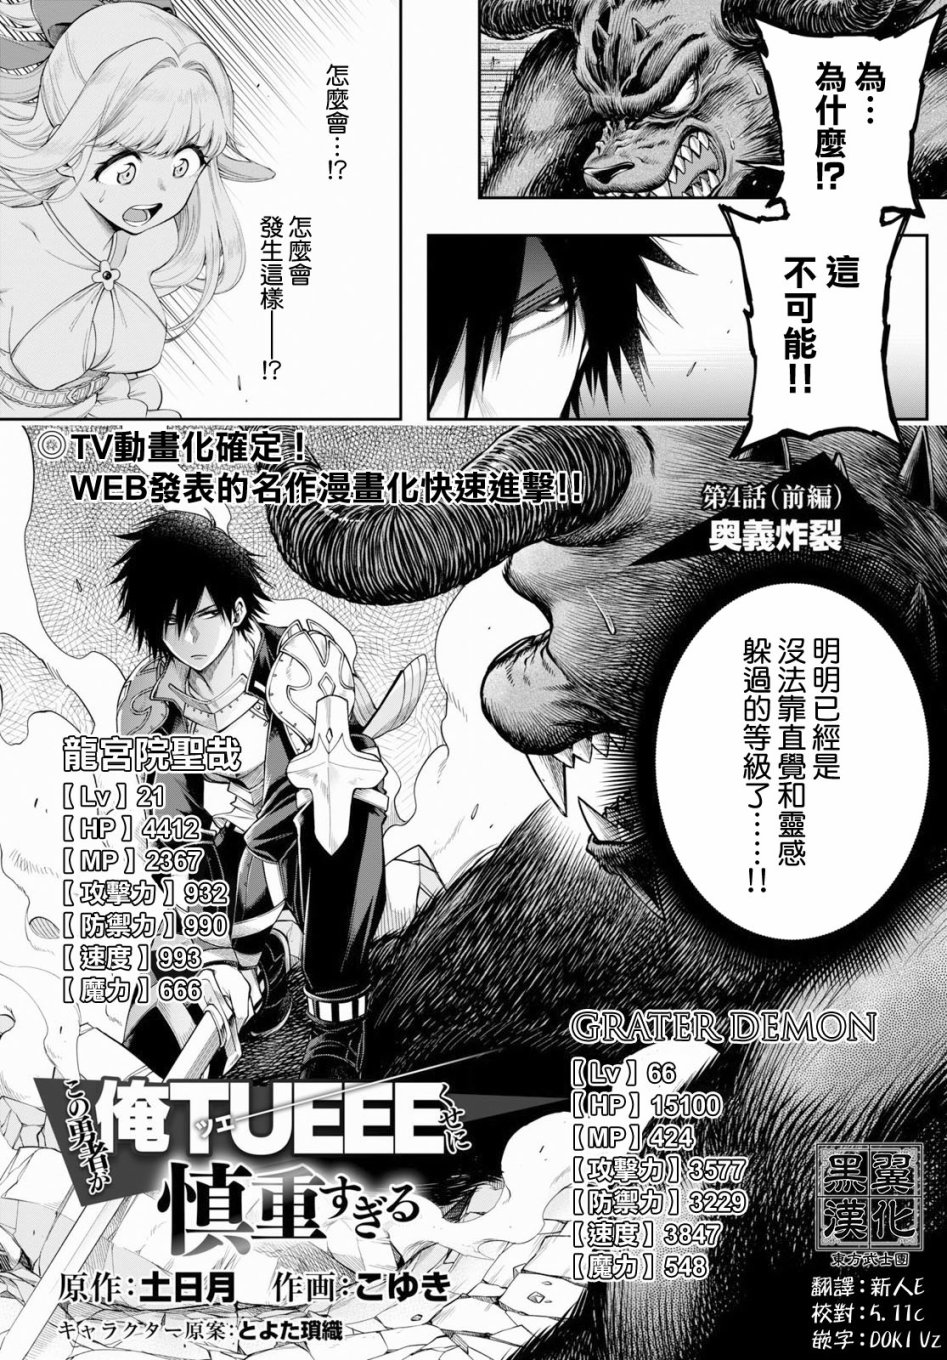 為…
為什麼!?
這
不可能!!
怎麼會…!?
怎麼會
發生這樣——!?
◎TV動畫化確定！
WEB發表的名作漫畫化快速進擊!!
第4話（前編）
奧義炸裂
明明已經是
沒法靠直覺和靈感
躲過的等級了……!!
龍宮院聖哉
【Lv】21
【HP】4412
【MP】2367
【攻擊力】932
【防禦力】990
【速度】993
【魔力】666
GRATER DEMON
【Lv】66
【HP】15100
【MP】424
【攻擊力】3577
【防禦力】3229
【速度】3847
【魔力】548
この勇者が
俺TUEEE
ツエ
くせに
慎重すぎる
原作：土日月　作画：こゆき
キャラクター原案：とよた瑣織
黑翼
漢化
東方武士團
翻譯：新人E
校對：5.11c
嵌字：DOKI Vz